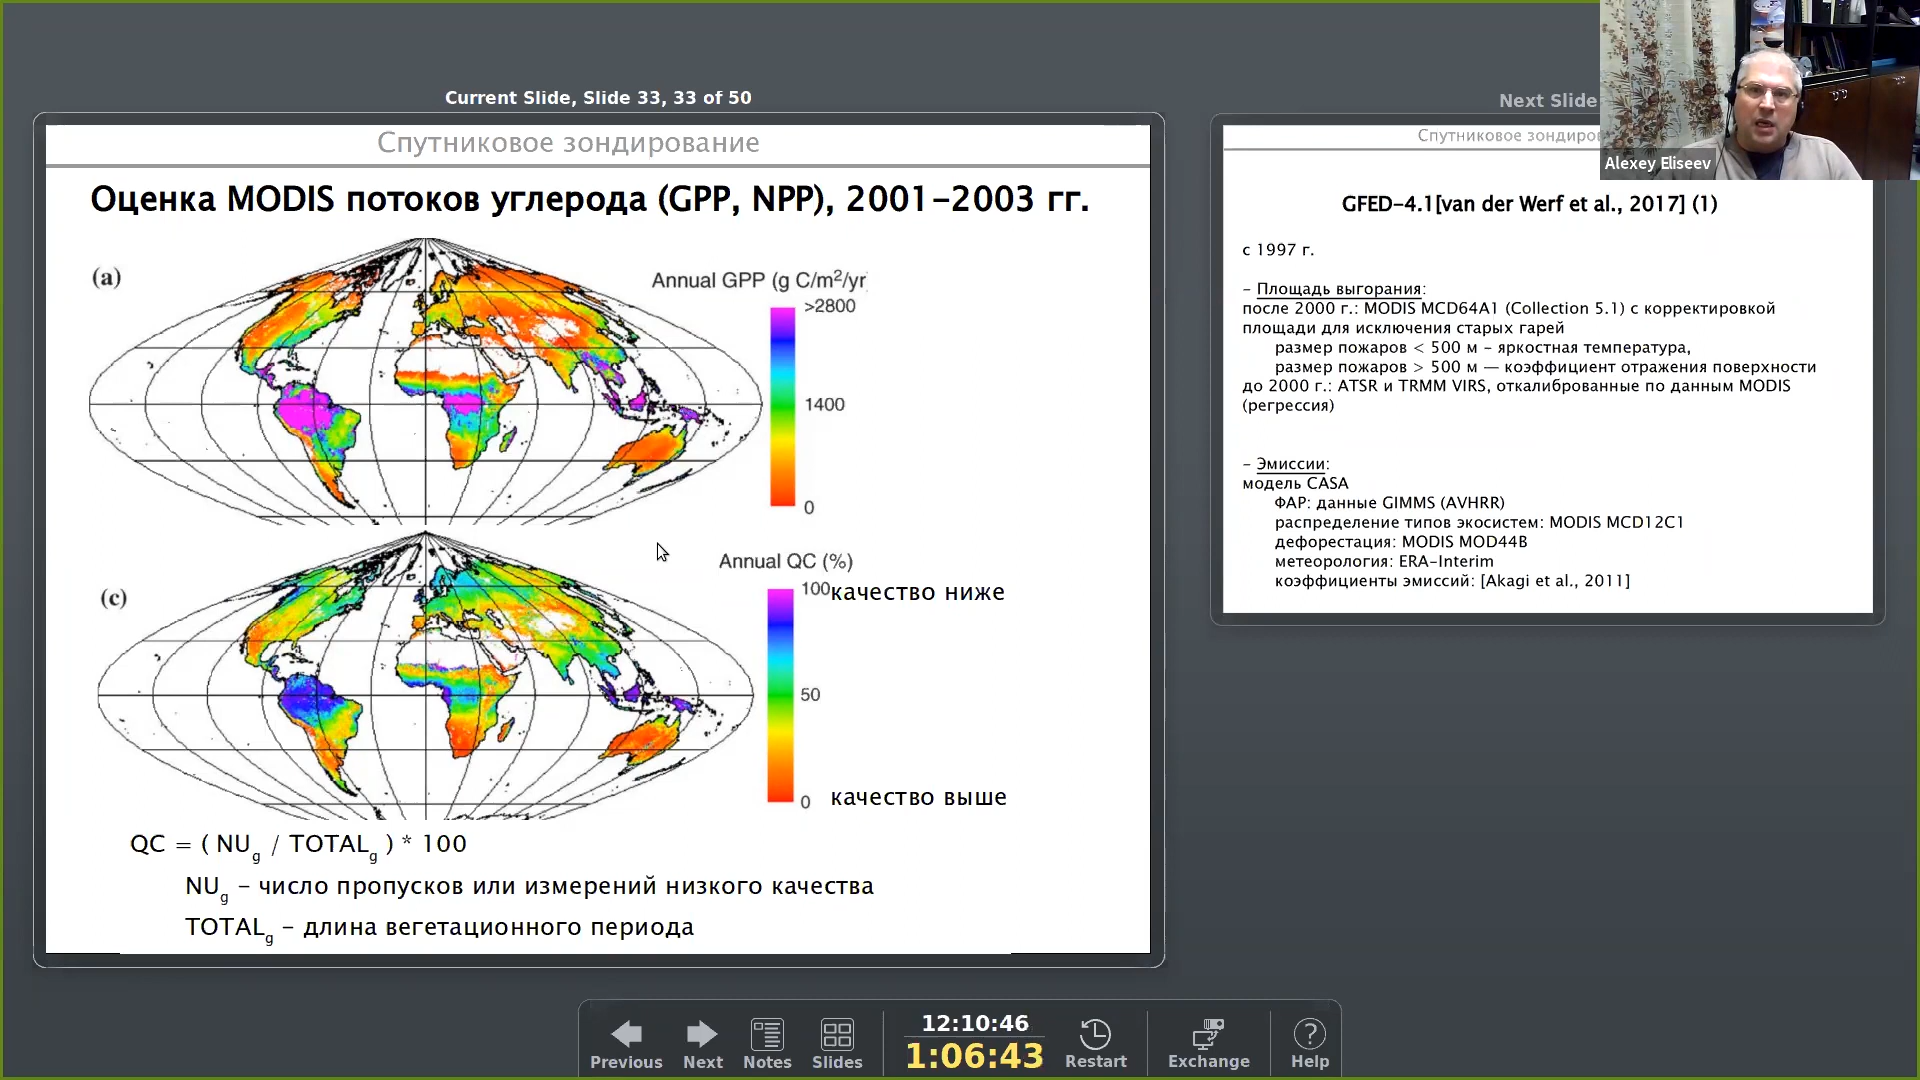 Current Slide, Slide 33, 33 of 50
Спутниковое зондирование
Оценка MODIS потоков углерода (GPP, NPP), 2001–2003 гг.
(a)
Annual GPP (g C/m²/yr
>2800
1400
0
(c)
Annual QC (%)
100 качество ниже
50
0 качество выше
QC = ( NUg / TOTALg ) * 100
NUg – число пропусков или измерений низкого качества
TOTALg – длина вегетационного периода
Next Slide
Спутниковое зондиро
GFED–4.1[van der Werf et al., 2017] (1)
с 1997 г.
– Площадь выгорания:
после 2000 г.: MODIS MCD64A1 (Collection 5.1) с корректировкой
площади для исключения старых гарей
размер пожаров < 500 м – яркостная температура,
размер пожаров > 500 м — коэффициент отражения поверхности
до 2000 г.: ATSR и TRMM VIRS, откалиброванные по данным MODIS
(регрессия)
– Эмиссии:
модель CASA
ФАР: данные GIMMS (AVHRR)
распределение типов экосистем: MODIS MCD12C1
дефорестация: MODIS MOD44B
метеорология: ERA–Interim
коэффициенты эмиссий: [Akagi et al., 2011]
Alexey Eliseev
Previous
Next
Notes
Slides
12:10:46
1:06:43
Restart
Exchange
Help